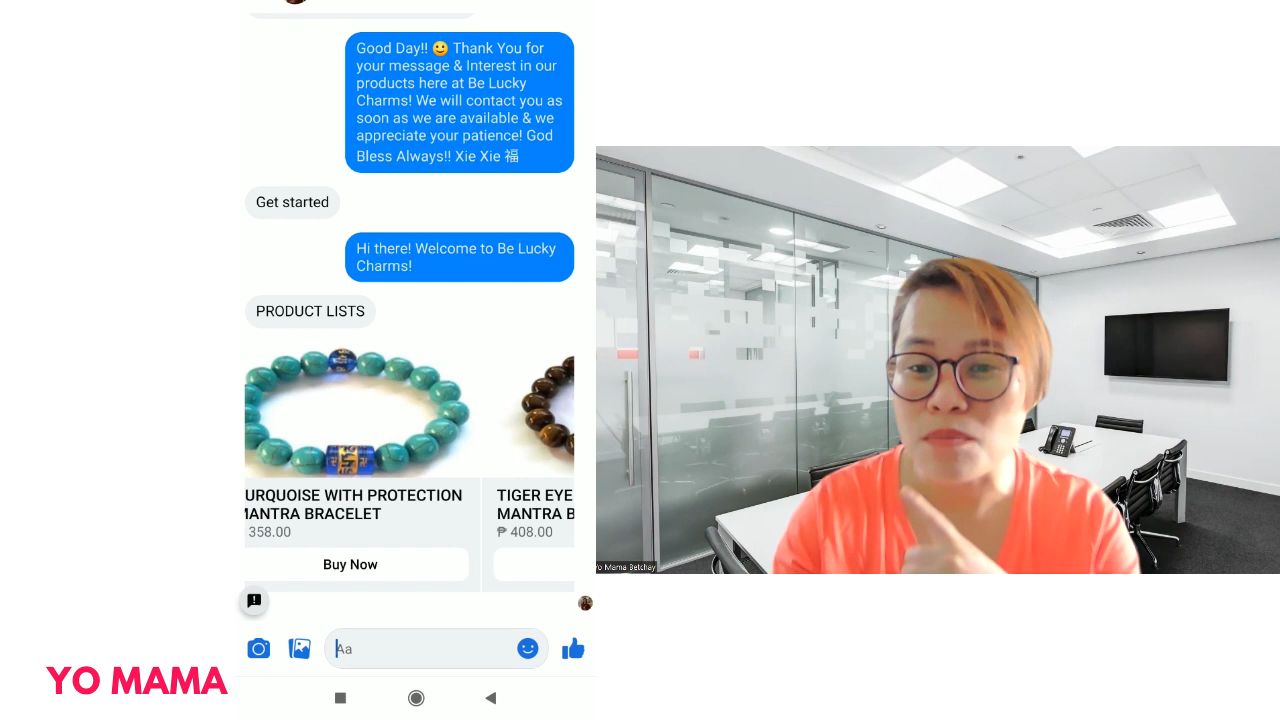 Good Day!! 🙂 Thank You for
your message & Interest in our
products here at Be Lucky
Charms! We will contact you as
soon as we are available & we
appreciate your patience! God
Bless Always!! Xie Xie 福
Get started
Hi there! Welcome to Be Lucky
Charms!
PRODUCT LISTS
URQUOISE WITH PROTECTION
MANTRA BRACELET
358.00
Buy Now
TIGER EYE
MANTRA B
₱ 408.00
Aa
Yo Mama Betchay
YO MAMA